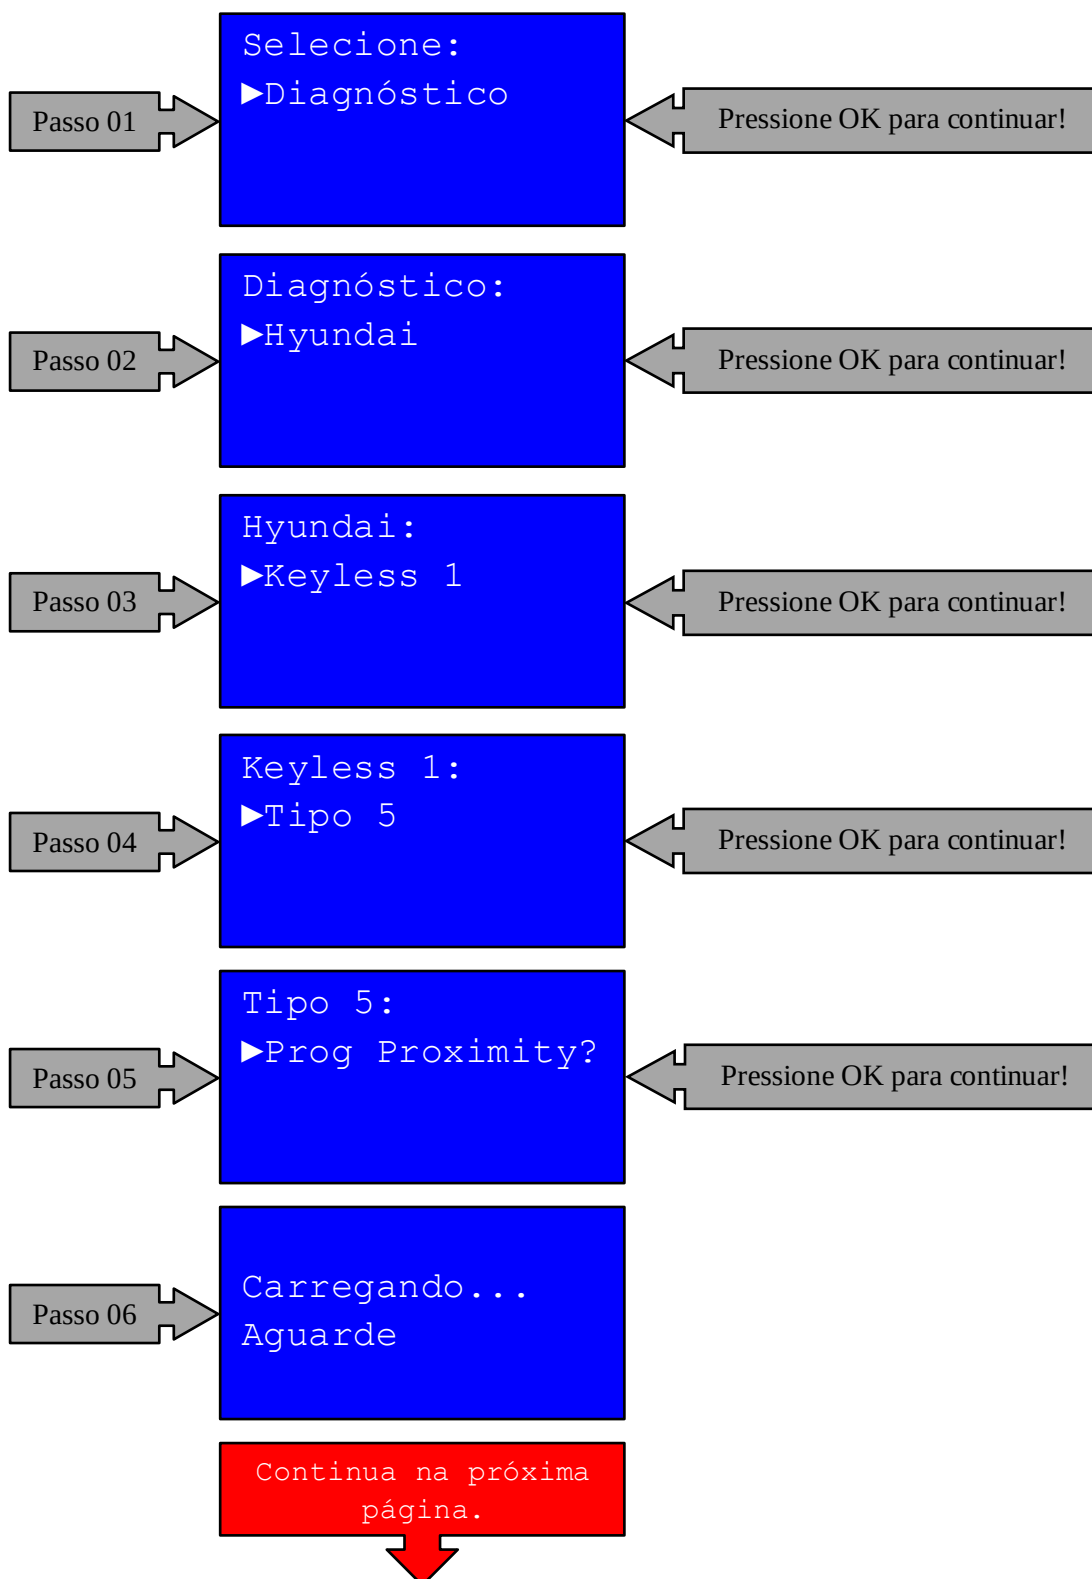 Selecione:
►Diagnóstico
Passo 01
Pressione OK para continuar!
Diagnóstico:
►Hyundai
Passo 02
Pressione OK para continuar!
Hyundai:
►Keyless 1
Passo 03
Pressione OK para continuar!
Keyless 1:
►Tipo 5
Passo 04
Pressione OK para continuar!
Tipo 5:
►Prog Proximity?
Passo 05
Pressione OK para continuar!
Carregando...
Aguarde
Passo 06
Continua na próxima
página.